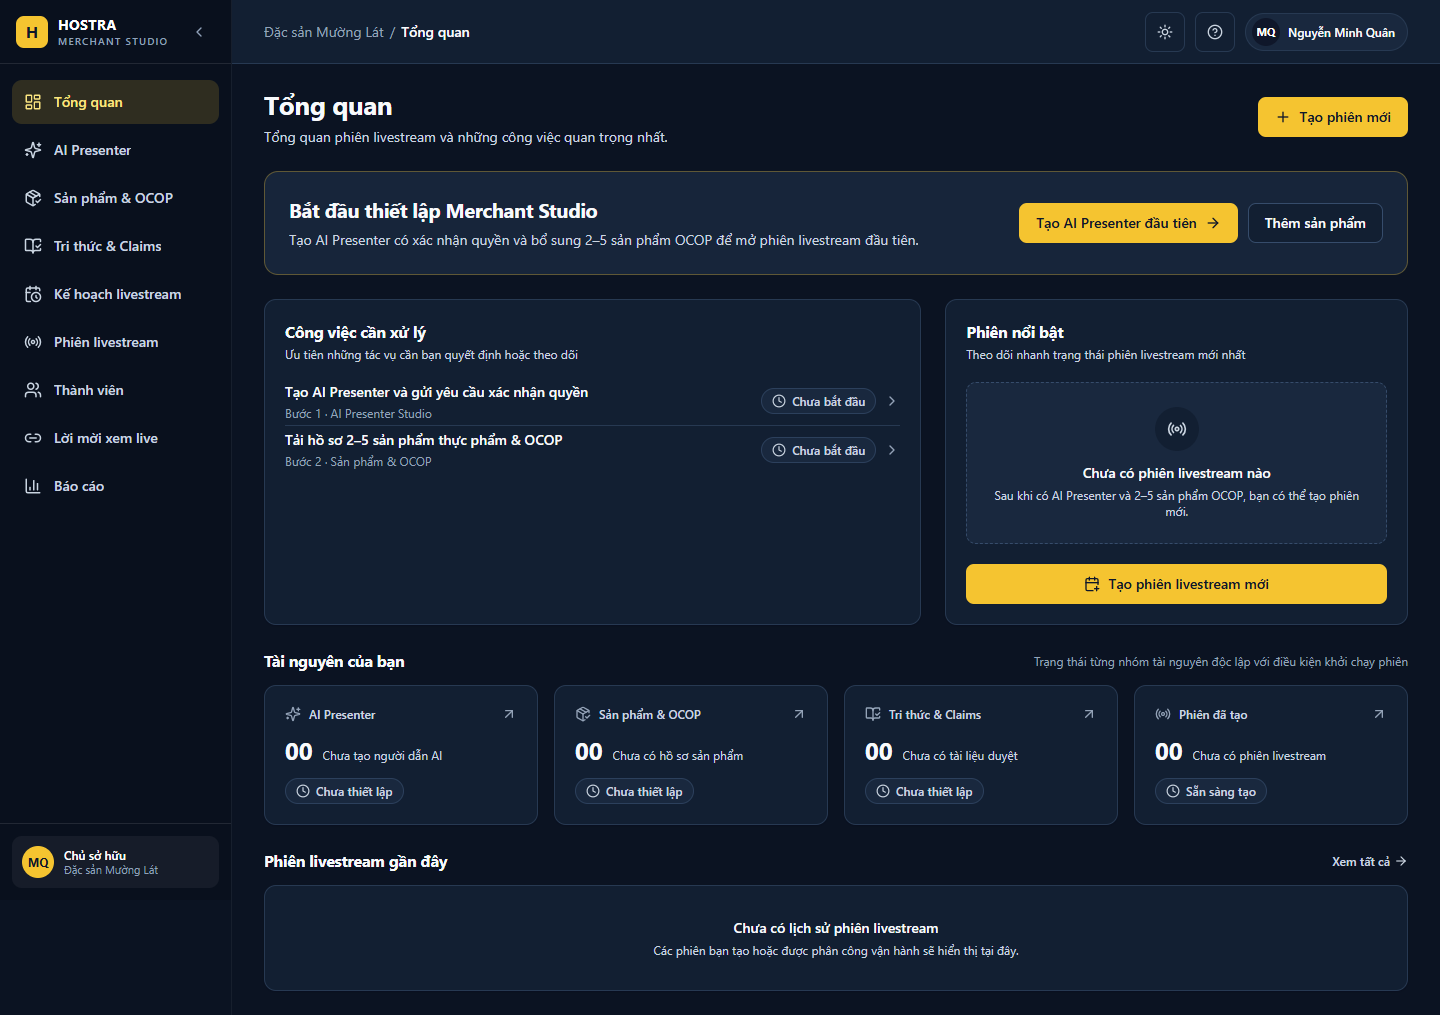 H
HOSTRA
MERCHANT STUDIO
Tổng quan
AI Presenter
Sản phẩm & OCOP
Tri thức & Claims
Kế hoạch livestream
Phiên livestream
Thành viên
Lời mời xem live
Báo cáo
MQ
Chủ sở hữu
Đặc sản Mường Lát
Đặc sản Mường Lát / Tổng quan
MQ Nguyễn Minh Quân
Tổng quan
Tổng quan phiên livestream và những công việc quan trọng nhất.
Tạo phiên mới
Bắt đầu thiết lập Merchant Studio
Tạo AI Presenter có xác nhận quyền và bổ sung 2–5 sản phẩm OCOP để mở phiên livestream đầu tiên.
Tạo AI Presenter đầu tiên
Thêm sản phẩm
Công việc cần xử lý
Ưu tiên những tác vụ cần bạn quyết định hoặc theo dõi
Tạo AI Presenter và gửi yêu cầu xác nhận quyền
Bước 1 · AI Presenter Studio
Chưa bắt đầu
Tải hồ sơ 2–5 sản phẩm thực phẩm & OCOP
Bước 2 · Sản phẩm & OCOP
Chưa bắt đầu
Phiên nổi bật
Theo dõi nhanh trạng thái phiên livestream mới nhất
Chưa có phiên livestream nào
Sau khi có AI Presenter và 2–5 sản phẩm OCOP, bạn có thể tạo phiên
mới.
Tạo phiên livestream mới
Tài nguyên của bạn
Trạng thái từng nhóm tài nguyên độc lập với điều kiện khởi chạy phiên
AI Presenter
00 Chưa tạo người dẫn AI
Chưa thiết lập
Sản phẩm & OCOP
00 Chưa có hồ sơ sản phẩm
Chưa thiết lập
Tri thức & Claims
00 Chưa có tài liệu duyệt
Chưa thiết lập
Phiên đã tạo
00 Chưa có phiên livestream
Sẵn sàng tạo
Phiên livestream gần đây
Xem tất cả
Chưa có lịch sử phiên livestream
Các phiên bạn tạo hoặc được phân công vận hành sẽ hiển thị tại đây.